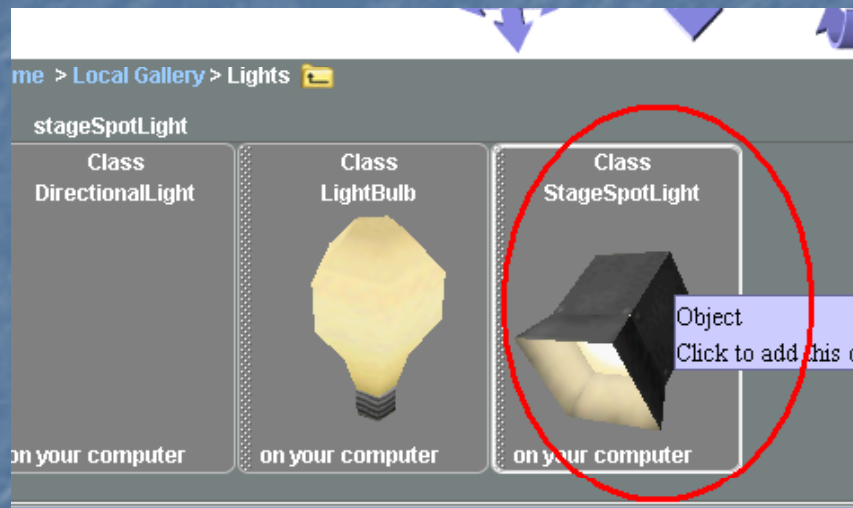 me > Local Gallery > Lights
stageSpotLight
Class
DirectionalLight
on your computer
Class
LightBulb
on your computer
Class
StageSpotLight
on your computer
Object
Click to add this